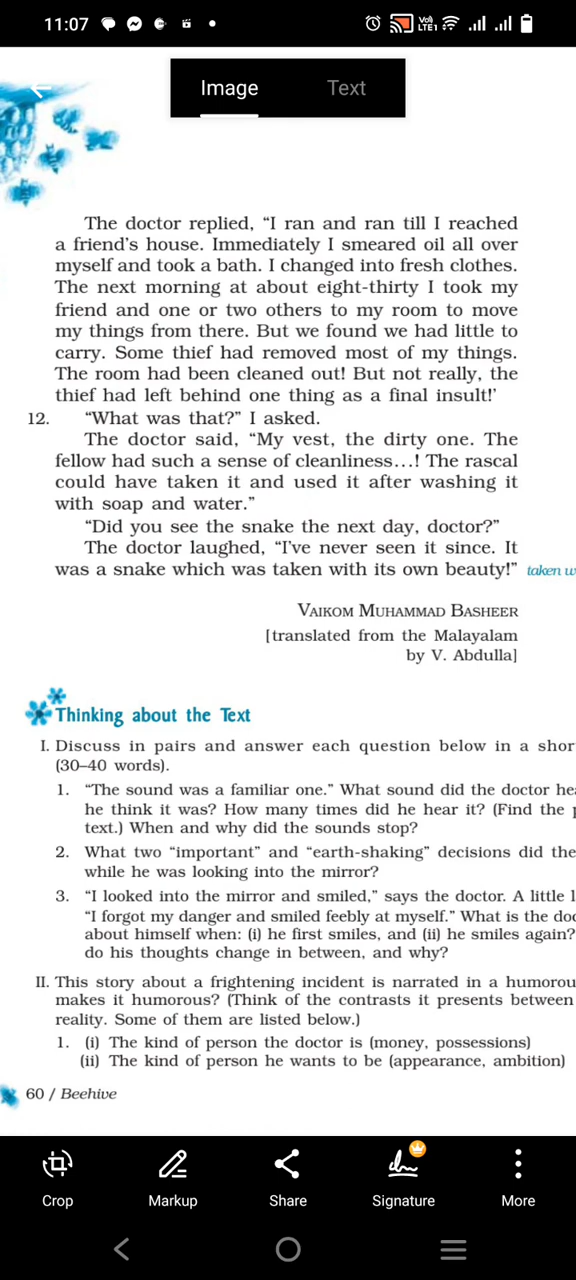 11:07
Vo))
LTE1
Image Text
The doctor replied, “I ran and ran till I reached
a friend's house. Immediately I smeared oil all over
myself and took a bath. I changed into fresh clothes.
The next morning at about eight-thirty I took my
friend and one or two others to my room to move
my things from there. But we found we had little to
carry. Some thief had removed most of my things.
The room had been cleaned out! But not really, the
thief had left behind one thing as a final insult!'
12. “What was that?” I asked.
The doctor said, “My vest, the dirty one. The
fellow had such a sense of cleanliness...! The rascal
could have taken it and used it after washing it
with soap and water.”
“Did you see the snake the next day, doctor?”
The doctor laughed, “I've never seen it since. It
was a snake which was taken with its own beauty!” taken w
VAIKOM MUHAMMAD BASHEER
[translated from the Malayalam
by V. Abdulla]
Thinking about the Text
I. Discuss in pairs and answer each question below in a shor
(30–40 words).
1. “The sound was a familiar one.” What sound did the doctor hea
he think it was? How many times did he hear it? (Find the p
text.) When and why did the sounds stop?
2. What two “important” and “earth-shaking” decisions did the
while he was looking into the mirror?
3. “I looked into the mirror and smiled,” says the doctor. A little l
“I forgot my danger and smiled feebly at myself.” What is the doc
about himself when: (i) he first smiles, and (ii) he smiles again?
do his thoughts change in between, and why?
II. This story about a frightening incident is narrated in a humorou
makes it humorous? (Think of the contrasts it presents between
reality. Some of them are listed below.)
1. (i) The kind of person the doctor is (money, possessions)
(ii) The kind of person he wants to be (appearance, ambition)
60 / Beehive
Crop Markup Share Signature More